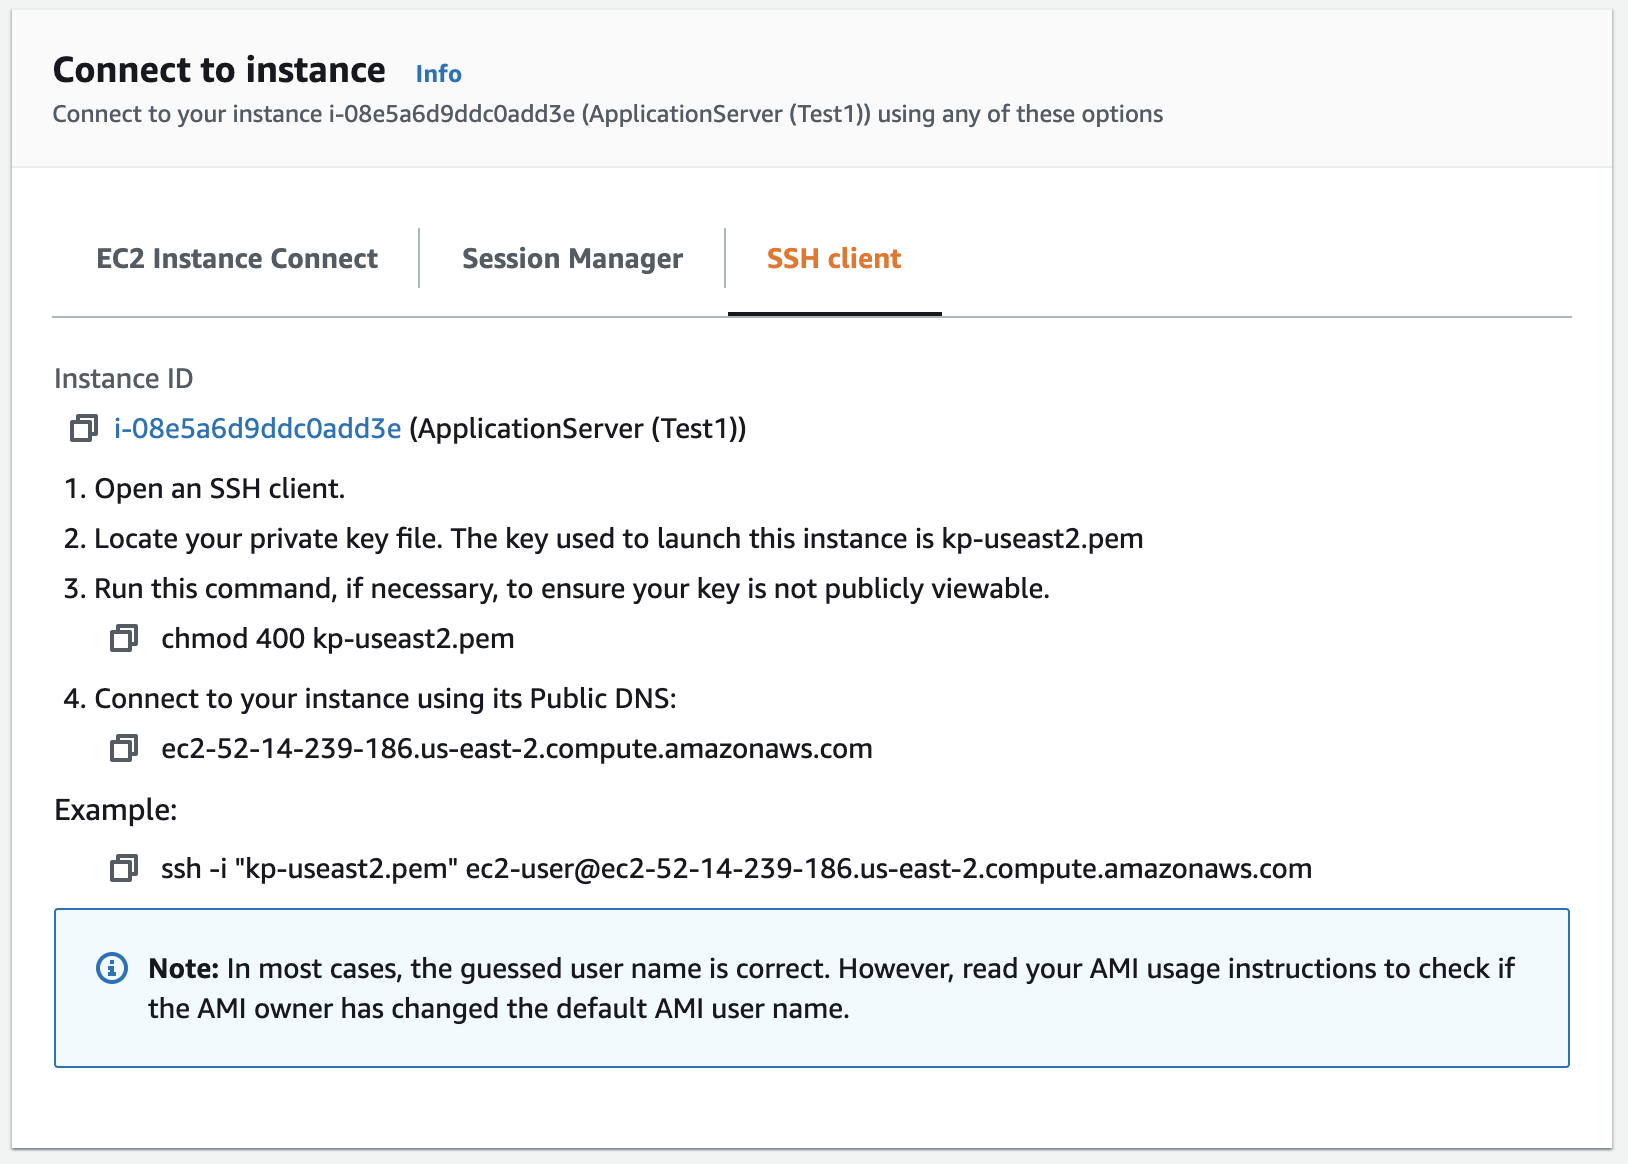 Connect to instance Info
Connect to your instance i-08e5a6d9ddc0add3e (ApplicationServer (Test1)) using any of these options
EC2 Instance Connect Session Manager SSH client
Instance ID
i-08e5a6d9ddc0add3e (ApplicationServer (Test1))
1. Open an SSH client.
2. Locate your private key file. The key used to launch this instance is kp-useast2.pem
3. Run this command, if necessary, to ensure your key is not publicly viewable.
chmod 400 kp-useast2.pem
4. Connect to your instance using its Public DNS:
ec2-52-14-239-186.us-east-2.compute.amazonaws.com
Example:
ssh -i "kp-useast2.pem" ec2-user@ec2-52-14-239-186.us-east-2.compute.amazonaws.com
Note: In most cases, the guessed user name is correct. However, read your AMI usage instructions to check if
the AMI owner has changed the default AMI user name.